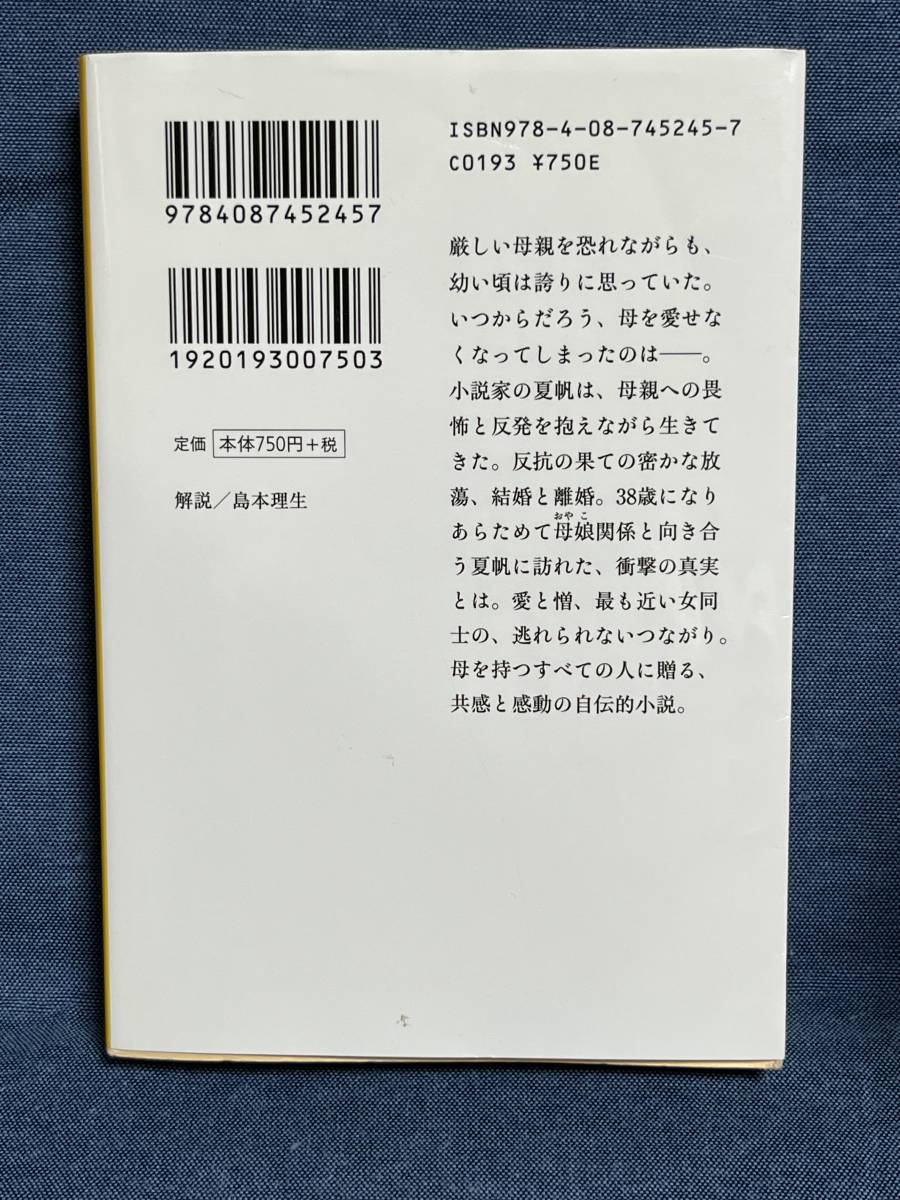 9784087452457
1920193007503
定価 本体750円+税
解説/島本理生
ISBN978-4-08-745245-7
C0193 ¥750E
厳しい母親を恐れながらも、
幼い頃は誇りに思っていた。
いつからだろう、母を愛せな
くなってしまったのは――。
小説家の夏帆は、母親への畏
怖と反発を抱えながら生きて
きた。反抗の果ての密かな放
蕩、結婚と離婚。38歳になり
おやこ
あらためて母娘関係と向き合
う夏帆に訪れた、衝撃の真実
とは。愛と憎、最も近い女同
士の、逃れられないつながり。
母を持つすべての人に贈る、
共感と感動の自伝的小説。